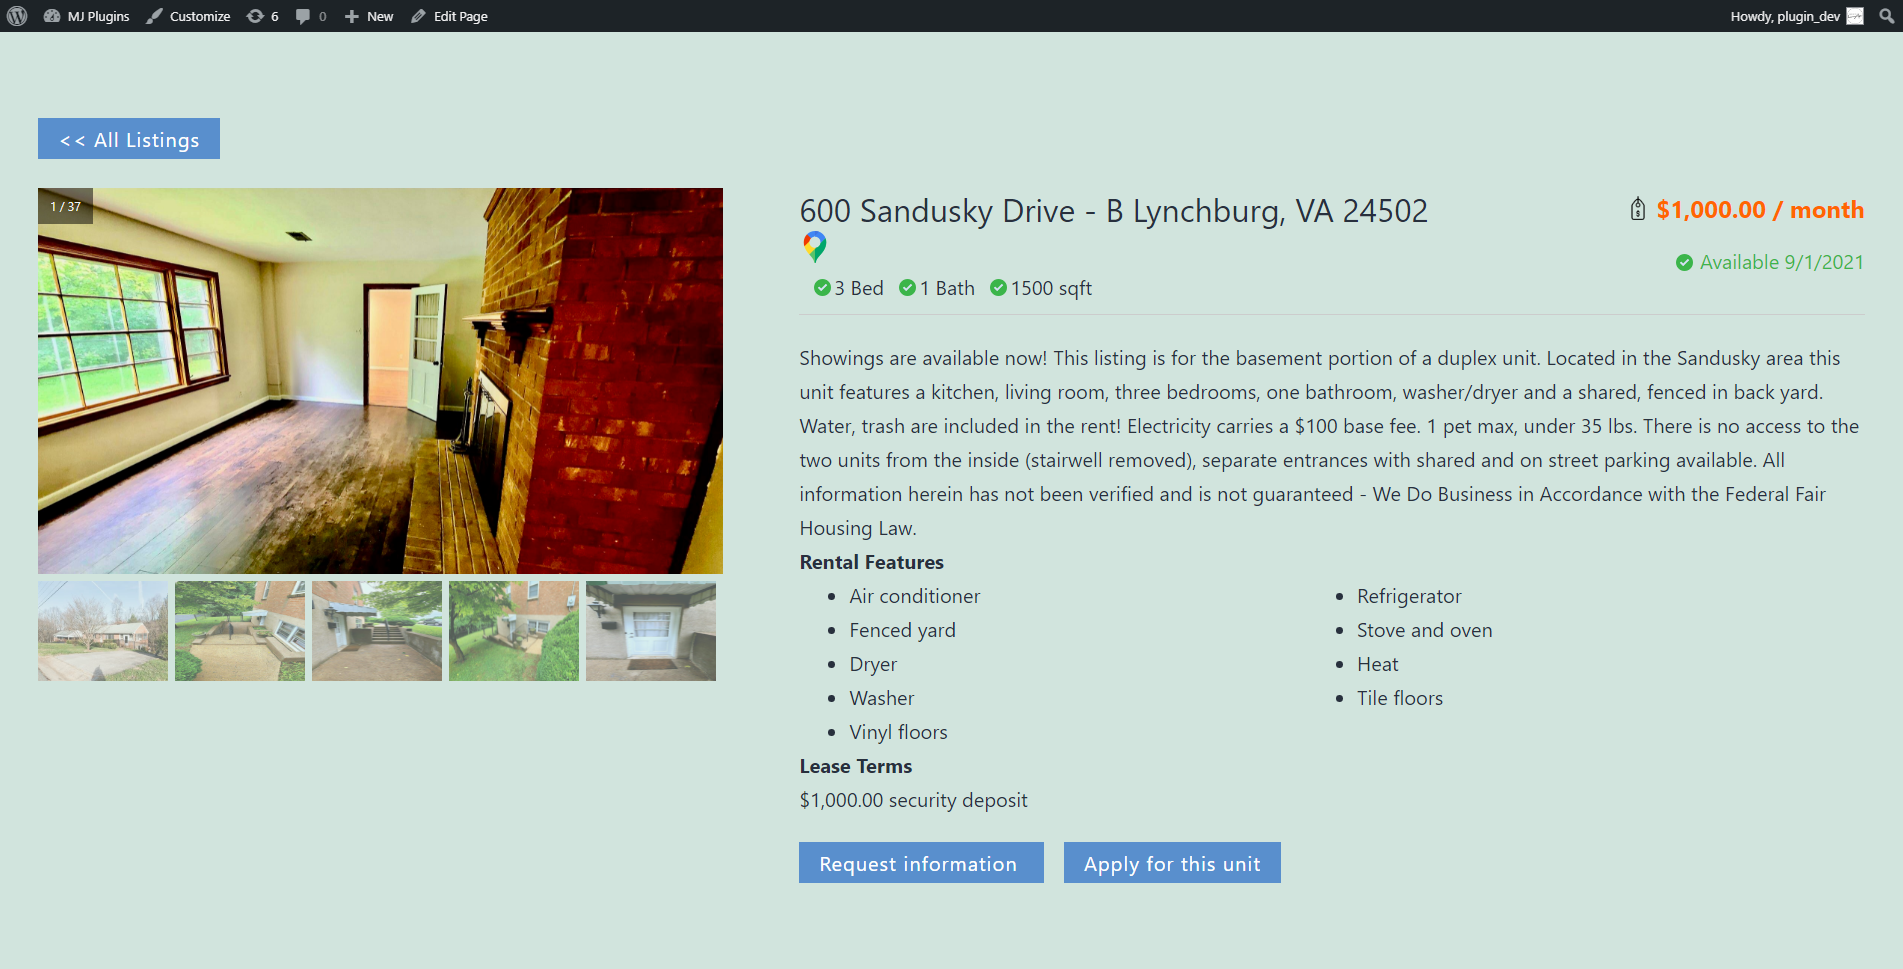 MJ Plugins Customize 6 0 New Edit Page Howdy, plugin_dev
<< All Listings
1 / 37
600 Sandusky Drive - B Lynchburg, VA 24502
$1,000.00 / month
Available 9/1/2021
3 Bed 1 Bath 1500 sqft
Showings are available now! This listing is for the basement portion of a duplex unit. Located in the Sandusky area this
unit features a kitchen, living room, three bedrooms, one bathroom, washer/dryer and a shared, fenced in back yard.
Water, trash are included in the rent! Electricity carries a $100 base fee. 1 pet max, under 35 lbs. There is no access to the
two units from the inside (stairwell removed), separate entrances with shared and on street parking available. All
information herein has not been verified and is not guaranteed - We Do Business in Accordance with the Federal Fair
Housing Law.
Rental Features
• Air conditioner
• Fenced yard
• Dryer
• Washer
• Vinyl floors
• Refrigerator
• Stove and oven
• Heat
• Tile floors
Lease Terms
$1,000.00 security deposit
Request information Apply for this unit